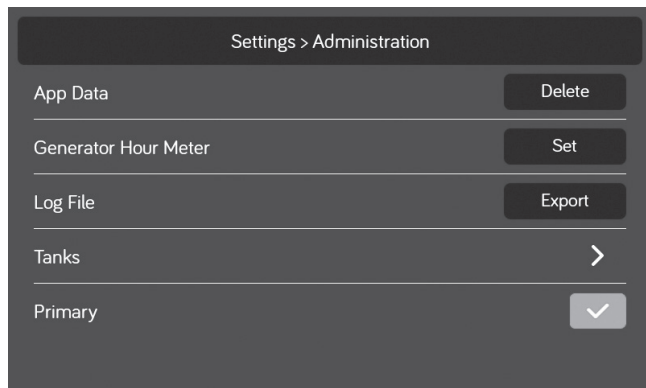 Settings > Administration
App Data Delete
Generator Hour Meter Set
Log File Export
Tanks
Primary